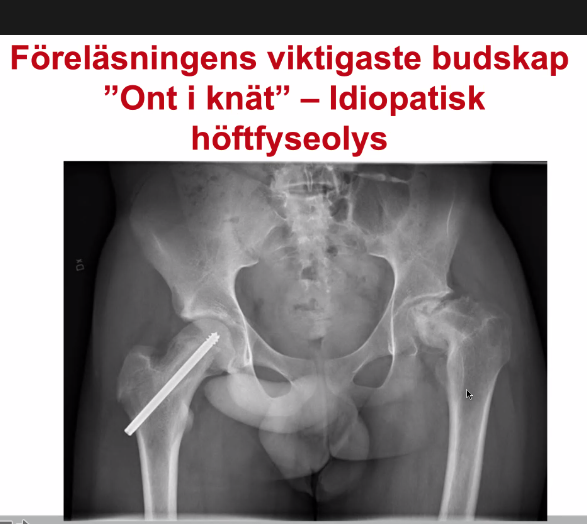 Föreläsningens viktigaste budskap
”Ont i knät” – Idiopatisk
höftfyseolys